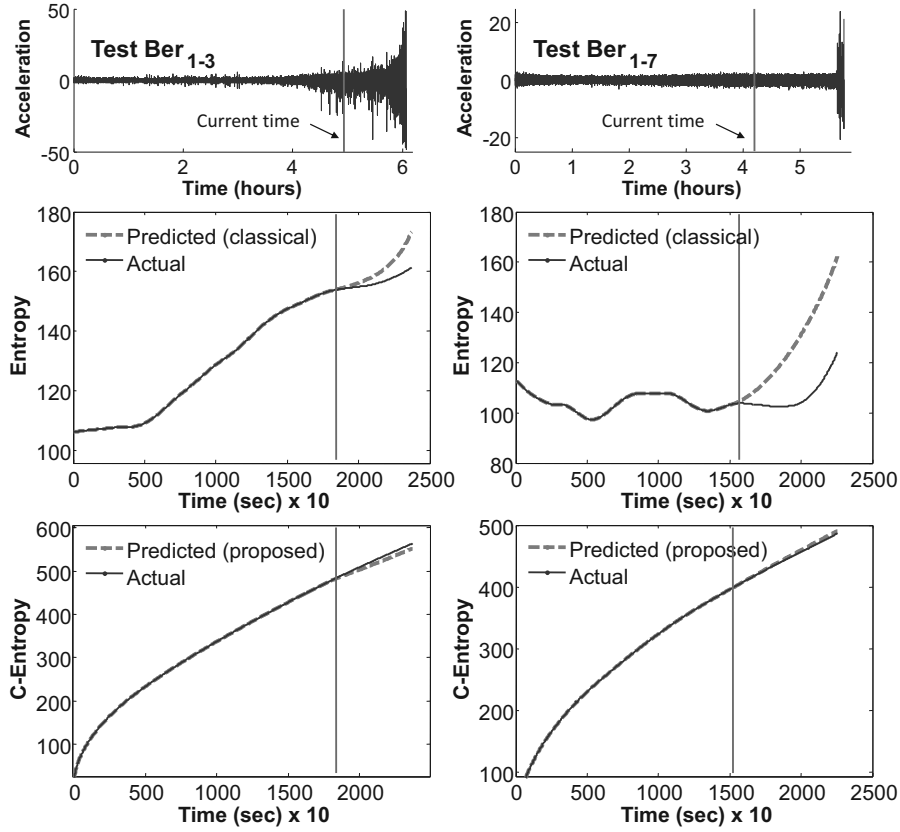 50
0
-50
Acceleration
Test Ber 1-3
Current time
0 2 4 6
Time (hours)
20
0
-20
Acceleration
Test Ber 1-7
Current time
0 1 2 3 4 5
Time (hours)
180
160
140
120
100
Entropy
Predicted (classical)
Actual
0 500 1000 1500 2000 2500
Time (sec) x 10
180
160
140
120
100
80
Entropy
Predicted (classical)
Actual
0 500 1000 1500 2000 2500
Time (sec) x 10
600
500
400
300
200
100
C-Entropy
Predicted (proposed)
Actual
0 500 1000 1500 2000 2500
Time (sec) x 10
500
400
300
200
100
C-Entropy
Predicted (proposed)
Actual
0 500 1000 1500 2000 2500
Time (sec) x 10